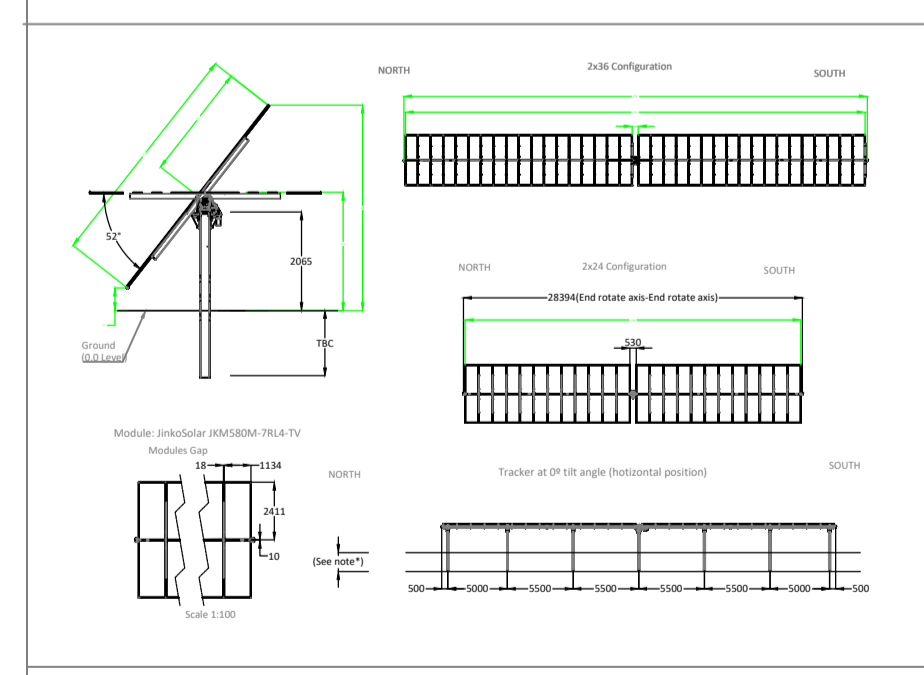 NORTH
2x36 Configuration
SOUTH
52°
2065
TBC
Ground
(0.0 Level)
NORTH
2x24 Configuration
SOUTH
28394(End rotate axis-End rotate axis)
530
Module: JinkoSolar JKM580M-7RL4-TV
Modules Gap
18
1134
2411
10
Scale 1:100
NORTH
Tracker at 0º tilt angle (hotizontal position)
SOUTH
(See note*)
500 5000 5500 5500 5500 5500 5000 500